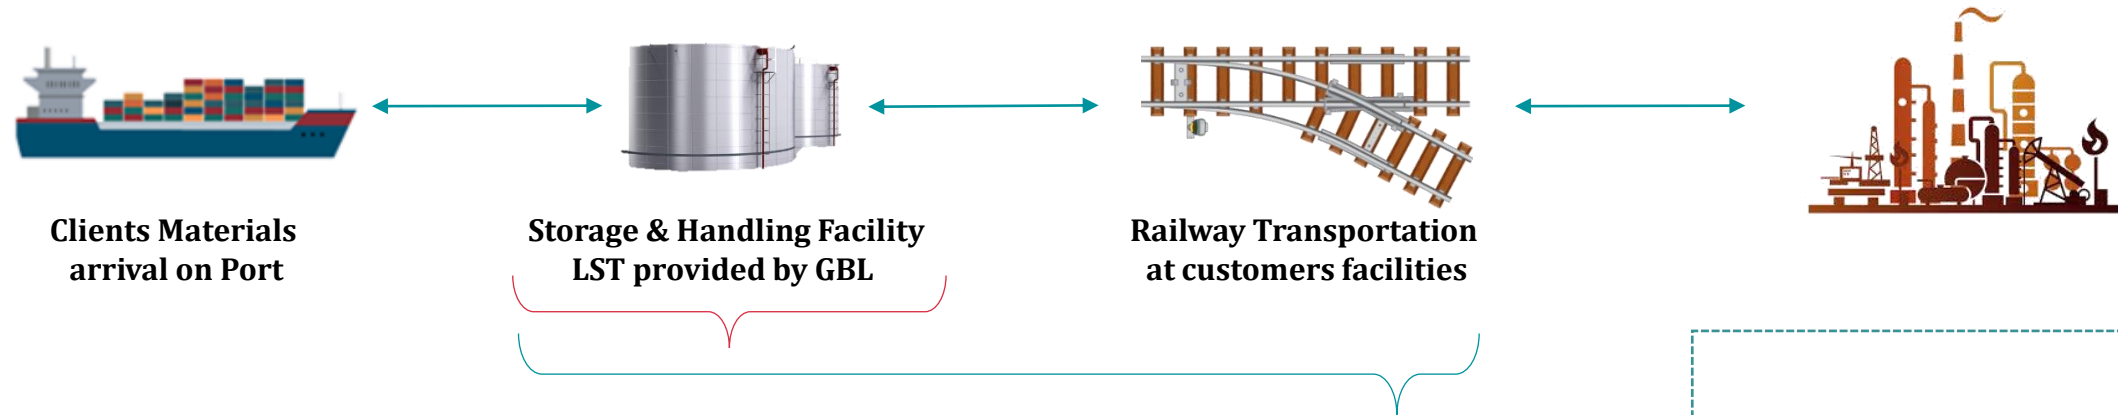 Clients Materials
arrival on Port
Storage & Handling Facility
LST provided by GBL
Railway Transportation
at customers facilities